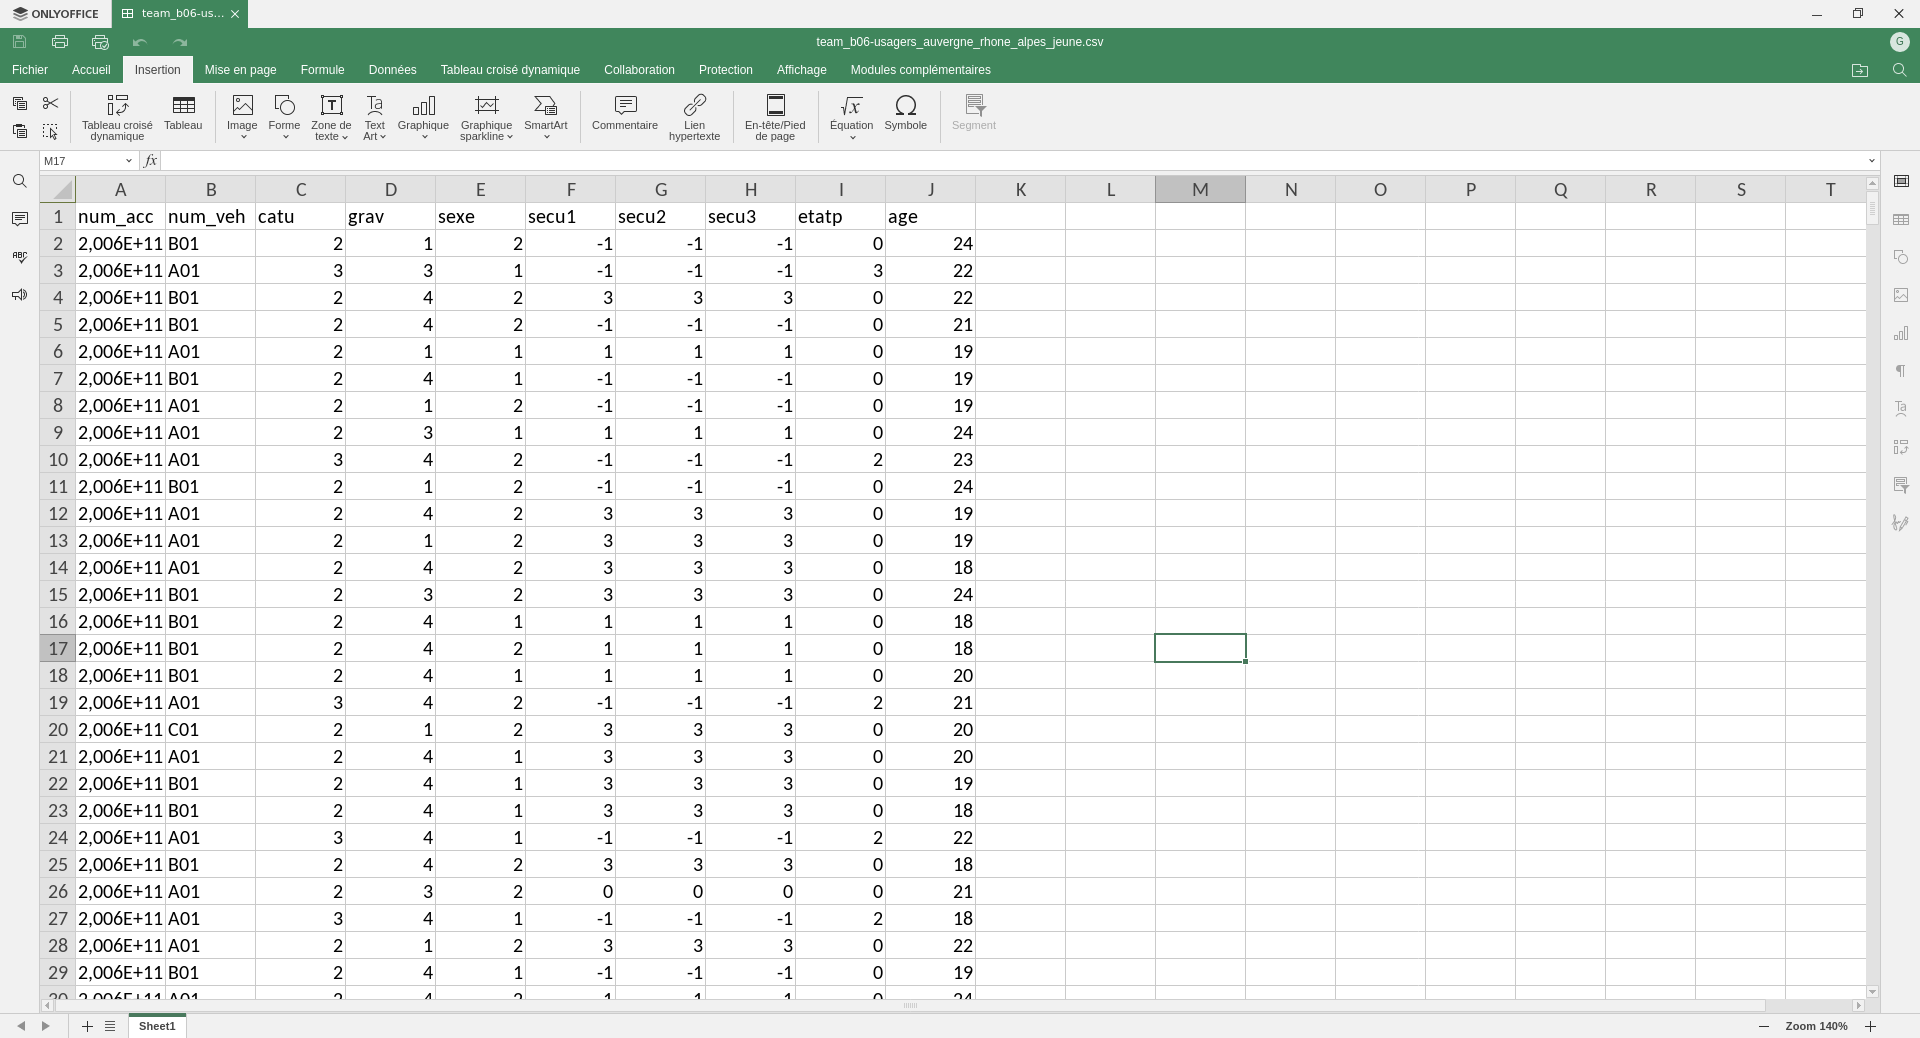 ONLYOFFICE team_b06-us...
team_b06-usagers_auvergne_rhone_alpes_jeune.csv G
Fichier Accueil Insertion Mise en page Formule Données Tableau croisé dynamique Collaboration Protection Affichage Modules complémentaires
Tableau croisé dynamique Tableau Image Forme Zone de texte Text Art Graphique Graphique sparkline SmartArt Commentaire Lien hypertexte En-tête/Pied de page Équation Symbole Segment
M17 fx
A B C D E F G H I J K L M N O P Q R S T
1 num_acc num_veh catu grav sexe secu1 secu2 secu3 etatp age
2 2,006E+11 B01 2 1 2 -1 -1 -1 0 24
3 2,006E+11 A01 3 3 1 -1 -1 -1 3 22
4 2,006E+11 B01 2 4 2 3 3 3 0 22
5 2,006E+11 B01 2 4 2 -1 -1 -1 0 21
6 2,006E+11 A01 2 1 1 1 1 1 0 19
7 2,006E+11 B01 2 4 1 -1 -1 -1 0 19
8 2,006E+11 A01 2 1 2 -1 -1 -1 0 19
9 2,006E+11 A01 2 3 1 1 1 1 0 24
10 2,006E+11 A01 3 4 2 -1 -1 -1 2 23
11 2,006E+11 B01 2 1 2 -1 -1 -1 0 24
12 2,006E+11 A01 2 4 2 3 3 3 0 19
13 2,006E+11 A01 2 1 2 3 3 3 0 19
14 2,006E+11 A01 2 4 2 3 3 3 0 18
15 2,006E+11 B01 2 3 2 3 3 3 0 24
16 2,006E+11 B01 2 4 1 1 1 1 0 18
17 2,006E+11 B01 2 4 2 1 1 1 0 18
18 2,006E+11 B01 2 4 1 1 1 1 0 20
19 2,006E+11 A01 3 4 2 -1 -1 -1 2 21
20 2,006E+11 C01 2 1 2 3 3 3 0 20
21 2,006E+11 A01 2 4 1 3 3 3 0 20
22 2,006E+11 B01 2 4 1 3 3 3 0 19
23 2,006E+11 B01 2 4 1 3 3 3 0 18
24 2,006E+11 A01 3 4 1 -1 -1 -1 2 22
25 2,006E+11 B01 2 4 2 3 3 3 0 18
26 2,006E+11 A01 2 3 2 0 0 0 0 21
27 2,006E+11 A01 3 4 1 -1 -1 -1 2 18
28 2,006E+11 A01 2 1 2 3 3 3 0 22
29 2,006E+11 B01 2 4 1 -1 -1 -1 0 19
Sheet1 Zoom 140%